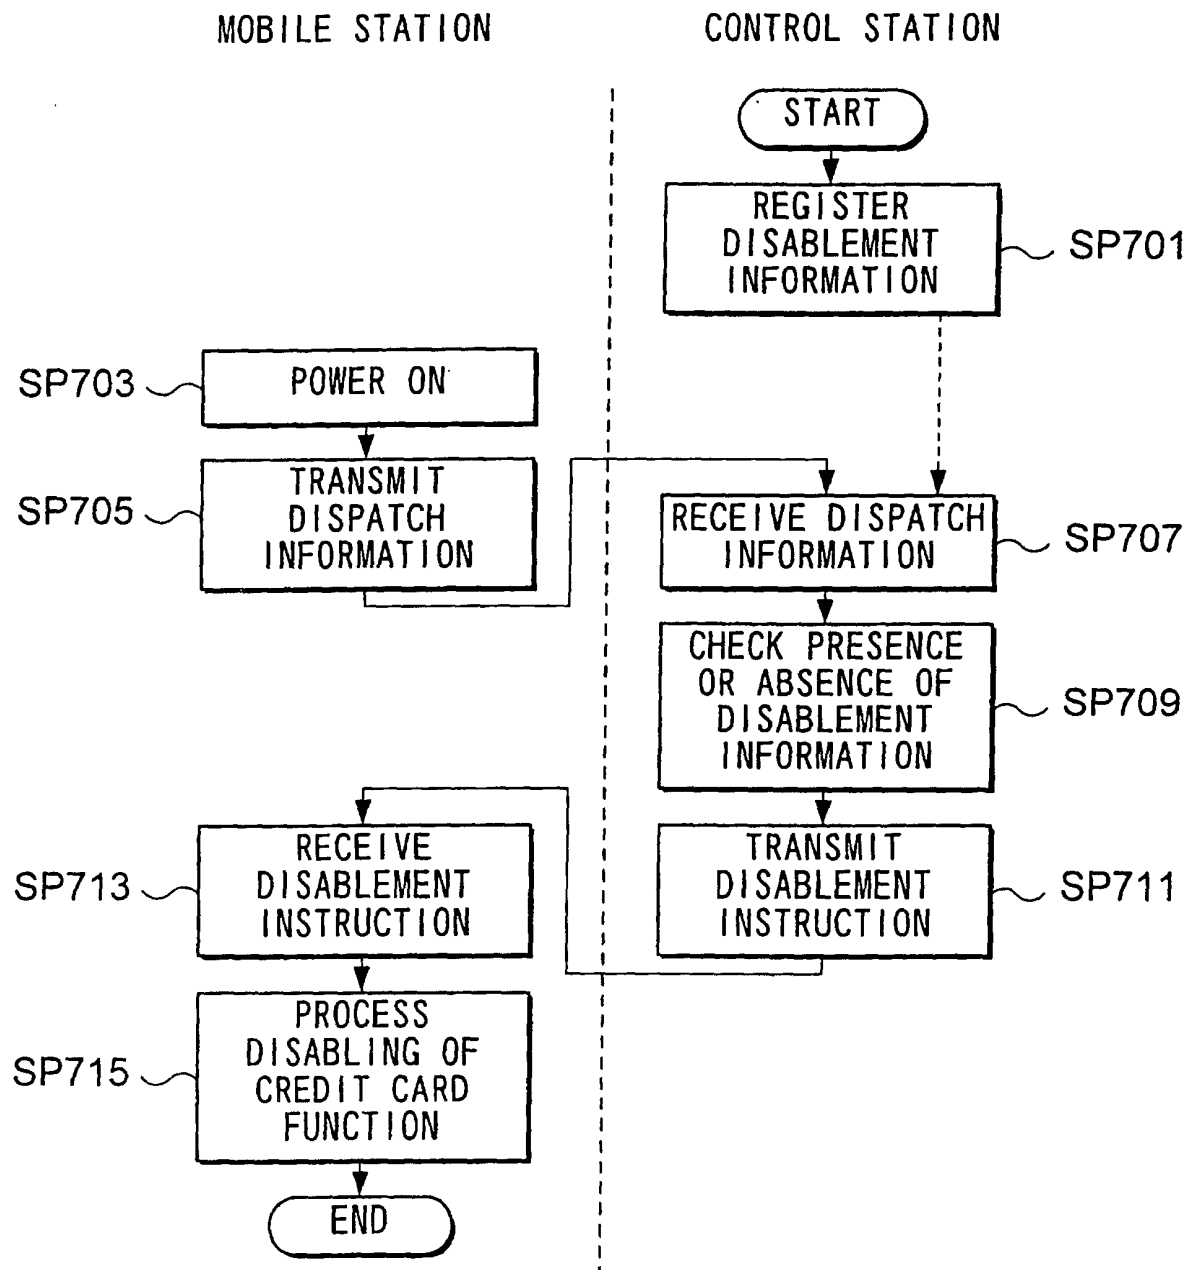 MOBILE STATION
CONTROL STATION
START
REGISTER
DISABLEMENT
INFORMATION
SP701
SP703
POWER ON
SP705
TRANSMIT
DISPATCH
INFORMATION
RECEIVE DISPATCH
INFORMATION
SP707
CHECK PRESENCE
OR ABSENCE OF
DISABLEMENT
INFORMATION
SP709
TRANSMIT
DISABLEMENT
INSTRUCTION
SP711
SP713
RECEIVE
DISABLEMENT
INSTRUCTION
SP715
PROCESS
DISABLING OF
CREDIT CARD
FUNCTION
END